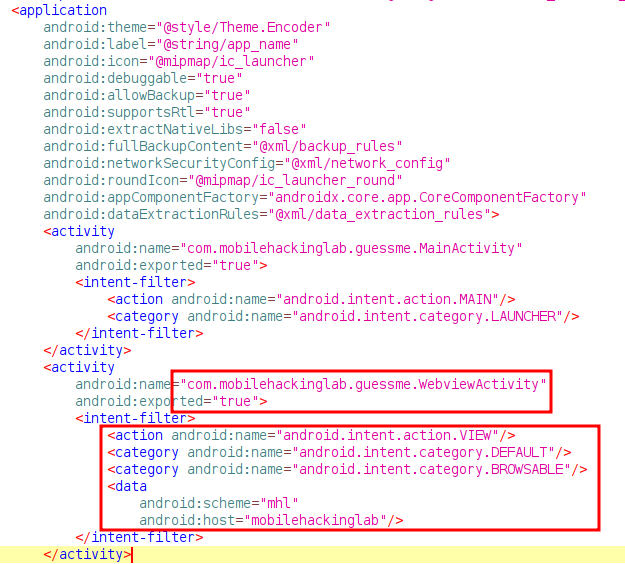 <application
android:theme="@style/Theme.Encoder"
android:label="@string/app_name"
android:icon="@mipmap/ic_launcher"
android:debuggable="true"
android:allowBackup="true"
android:supportsRtl="true"
android:extractNativeLibs="false"
android:fullBackupContent="@xml/backup_rules"
android:networkSecurityConfig="@xml/network_config"
android:roundIcon="@mipmap/ic_launcher_round"
android:appComponentFactory="androidx.core.app.CoreComponentFactory"
android:dataExtractionRules="@xml/data_extraction_rules">
<activity
android:name="com.mobilehackinglab.guessme.MainActivity"
android:exported="true">
<intent-filter>
<action android:name="android.intent.action.MAIN"/>
<category android:name="android.intent.category.LAUNCHER"/>
</intent-filter>
</activity>
<activity
android:name="com.mobilehackinglab.guessme.WebviewActivity"
android:exported="true">
<intent-filter>
<action android:name="android.intent.action.VIEW"/>
<category android:name="android.intent.category.DEFAULT"/>
<category android:name="android.intent.category.BROWSABLE"/>
<data
android:scheme="mhl"
android:host="mobilehackinglab"/>
</intent-filter>
</activity>